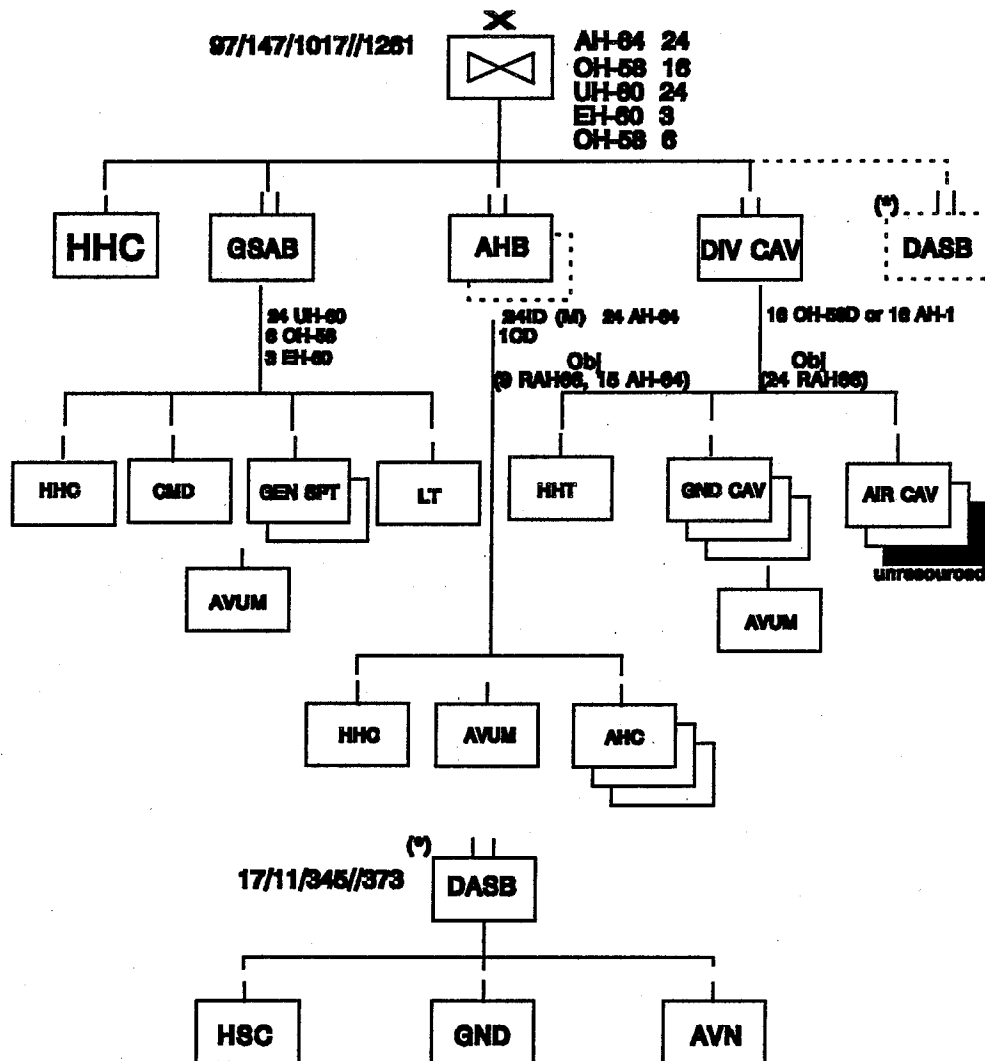 97/147/1017//1261
AH-64 24
OH-58 16
UH-60 24
EH-60 3
OH-58 6
HHC
GSAB
AHB
DIV CAV
(*)
DASB
24 UH-60
6 OH-58
3 EH-60
24ID (M) 24 AH-64
1CD
16 OH-58D or 16 AH-1
Obj
(9 RAH66, 15 AH-64)
Obj
(24 RAH66)
HHC
CMD
GEN SPT
LT
HHT
GND CAV
AIR CAV
unresourced
AVUM
AVUM
HHC
AVUM
AHC
(*)
17/11/345//373
DASB
HSC
GND
AVN